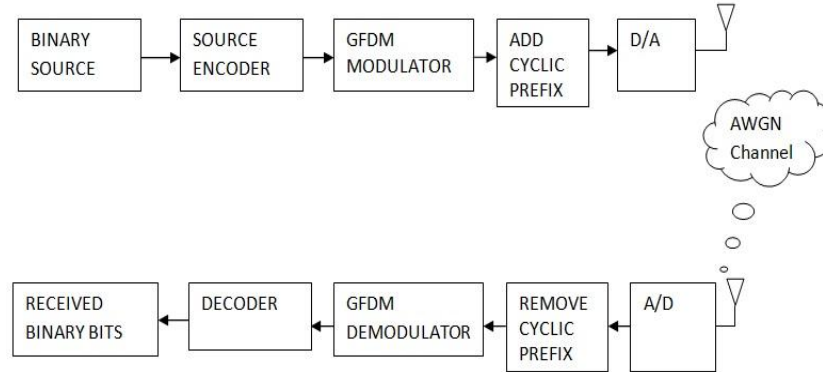 BINARY
SOURCE
SOURCE
ENCODER
GFDM
MODULATOR
ADD
CYCLIC
PREFIX
D/A
AWGN
Channel
RECEIVED
BINARY BITS
DECODER
GFDM
DEMODULATOR
REMOVE
CYCLIC
PREFIX
A/D